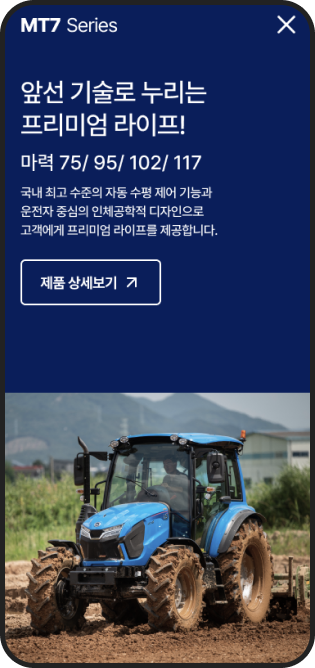 MT7 Series
앞선 기술로 누리는
프리미엄 라이프!
마력 75/ 95/ 102/ 117
국내 최고 수준의 자동 수평 제어 기능과
운전자 중심의 인체공학적 디자인으로
고객에게 프리미엄 라이프를 제공합니다.
제품 상세보기